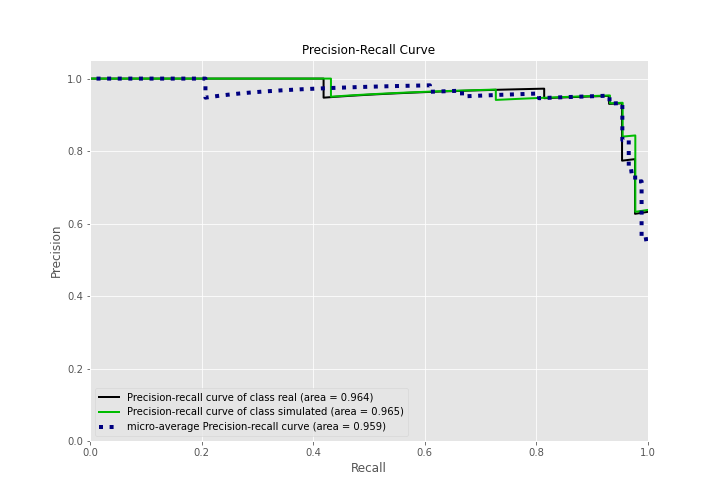 Precision-Recall Curve
1.0
0.8
0.6
0.4
0.2
0.0
Precision
Precision-recall curve of class real (area = 0.964)
Precision-recall curve of class simulated (area = 0.965)
micro-average Precision-recall curve (area = 0.959)
0.0 0.2 0.4 0.6 0.8 1.0
Recall